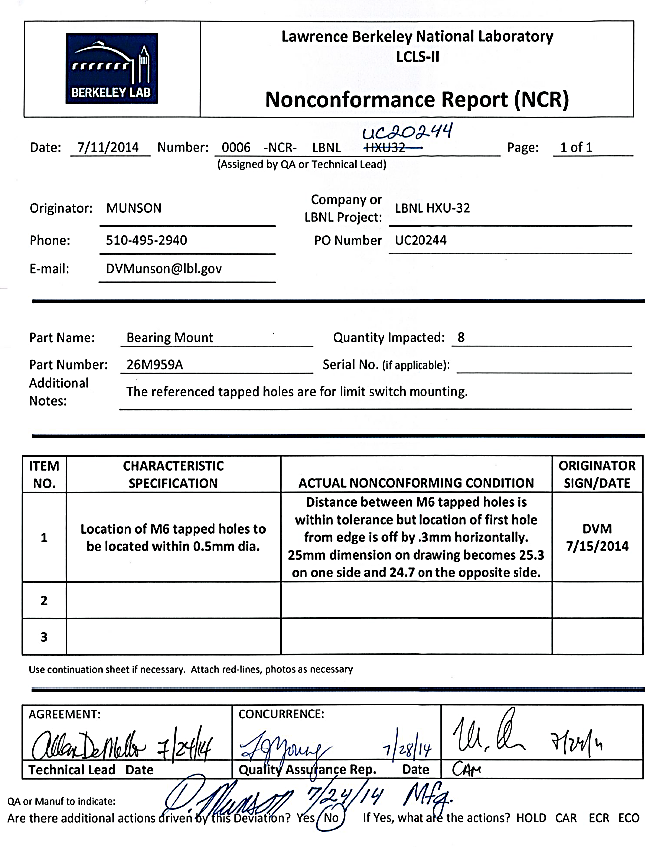 BERKELEY LAB
Lawrence Berkeley National Laboratory
LCLS-II
Nonconformance Report (NCR)
UC20244
Date: 7/11/2014 Number: 0006 -NCR- LBNL HXU32 Page: 1 of 1
(Assigned by QA or Technical Lead)
Originator: MUNSON
Company or LBNL Project: LBNL HXU-32
Phone: 510-495-2940 PO Number UC20244
E-mail: DVMunson@lbl.gov
Part Name: Bearing Mount Quantity Impacted: 8
Part Number: 26M959A Serial No. (if applicable):
Additional Notes: The referenced tapped holes are for limit switch mounting.
ITEM NO.
CHARACTERISTIC SPECIFICATION
ACTUAL NONCONFORMING CONDITION
ORIGINATOR SIGN/DATE
1
Location of M6 tapped holes to
be located within 0.5mm dia.
Distance between M6 tapped holes is
within tolerance but location of first hole
from edge is off by .3mm horizontally.
25mm dimension on drawing becomes 25.3
on one side and 24.7 on the opposite side.
DVM
7/15/2014
2
3
Use continuation sheet if necessary. Attach red-lines, photos as necessary
AGREEMENT:
Allan DeMello 7/24/14
Technical Lead Date
CONCURRENCE:
Young 7/28/14
Quality Assurance Rep. Date
CAM
D. Munson 7/24/14 Mfg.
QA or Manuf to indicate:
Are there additional actions driven by this Deviation? Yes No If Yes, what are the actions? HOLD CAR ECR ECO